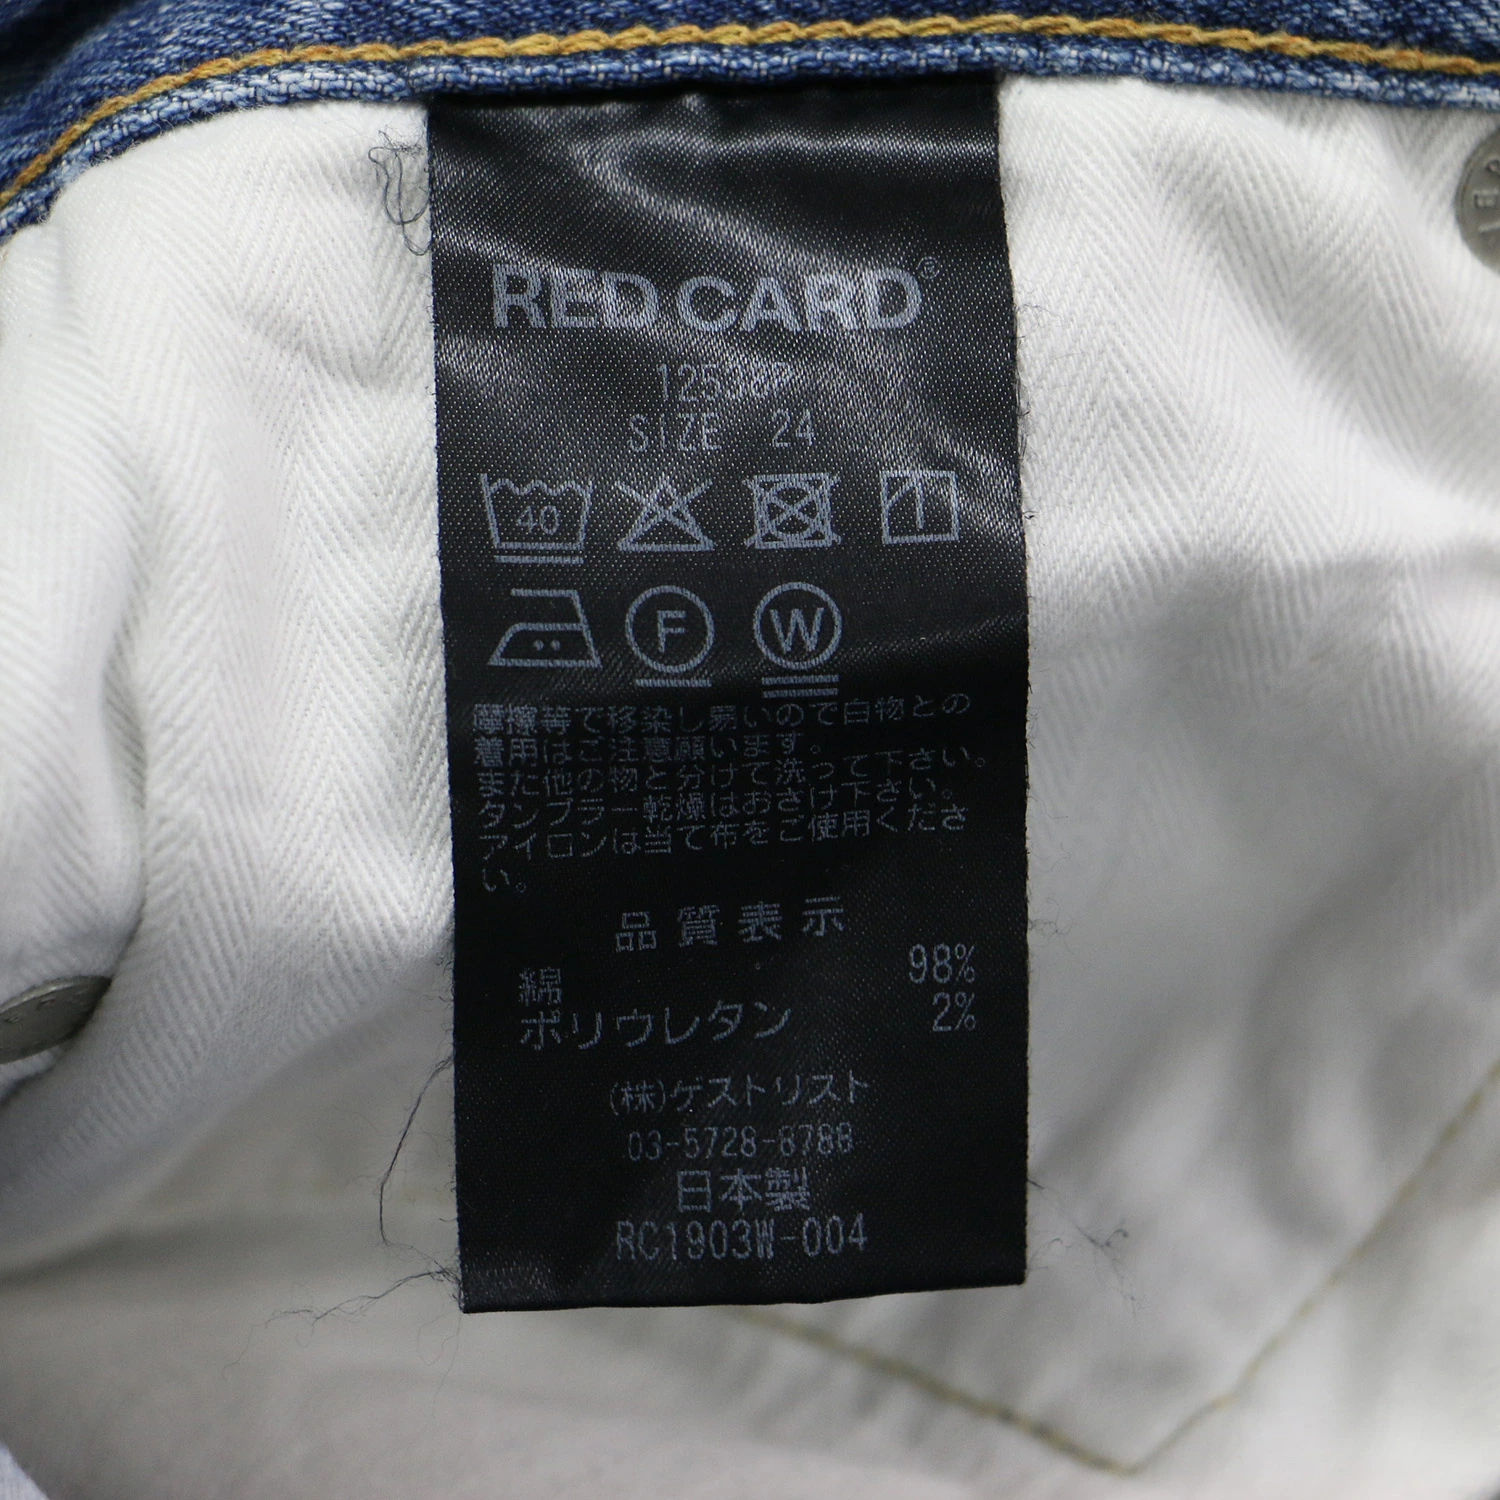 RED CARD®
SIZE 24
40
F
W
摩擦等で移染し易いので白物との
着用はご注意願います。
また他の物と分けて洗って下さい。
タンブラー乾燥はおさけ下さい。
アイロンは当て布をご使用くださ
い。
品質表示
綿 98%
ポリウレタン 2%
(株)ゲストリスト
03-5728-8788
日本製
RC1903W-004